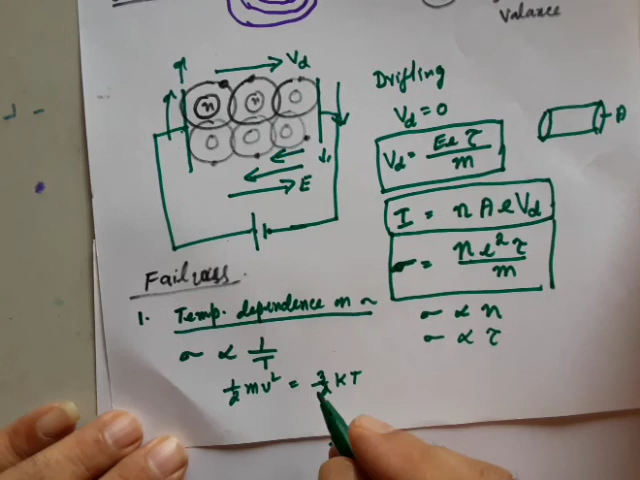 Valance
Vd
Drifting
Vd = 0
Vd = Eeτ/m
A
n n
E
I = n A e Vd
σ = ne²τ/m
Failures.
1. Temp. dependence on σ
σ ∝ 1/T
½mv² = 3/2 KT
σ ∝ n
σ ∝ τ